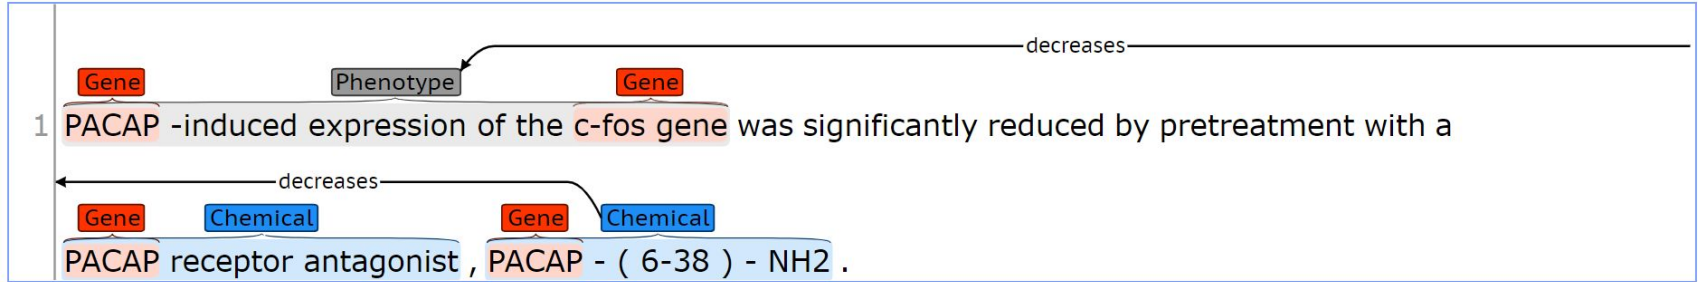 decreases
Gene Phenotype Gene
1 PACAP -induced expression of the c-fos gene was significantly reduced by pretreatment with a
decreases
Gene Chemical Gene Chemical
PACAP receptor antagonist , PACAP - ( 6-38 ) - NH2 .